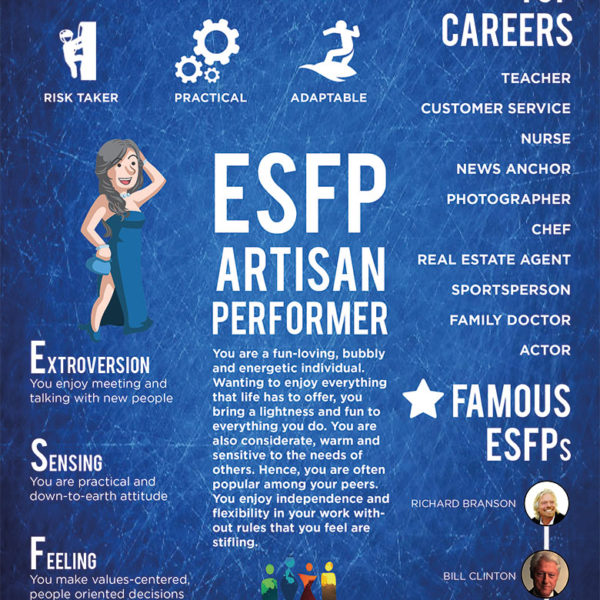 CAREERS
RISK TAKER
PRACTICAL
ADAPTABLE
TEACHER
CUSTOMER SERVICE
NURSE
NEWS ANCHOR
PHOTOGRAPHER
CHEF
REAL ESTATE AGENT
SPORTSPERSON
FAMILY DOCTOR
ACTOR
ESFP
ARTISAN
PERFORMER
You are a fun-loving, bubbly
and energetic individual.
Wanting to enjoy everything
that life has to offer, you
bring a lightness and fun to
everything you do. You are
also considerate, warm and
sensitive to the needs of
others. Hence, you are often
popular among your peers.
You enjoy independence and
flexibility in your work with-
out rules that you feel are
stifling.
EXTROVERSION
You enjoy meeting and
talking with new people
SENSING
You are practical and
down-to-earth attitude
FEELING
You make values-centered,
people oriented decisions
FAMOUS
ESFPs
RICHARD BRANSON
BILL CLINTON